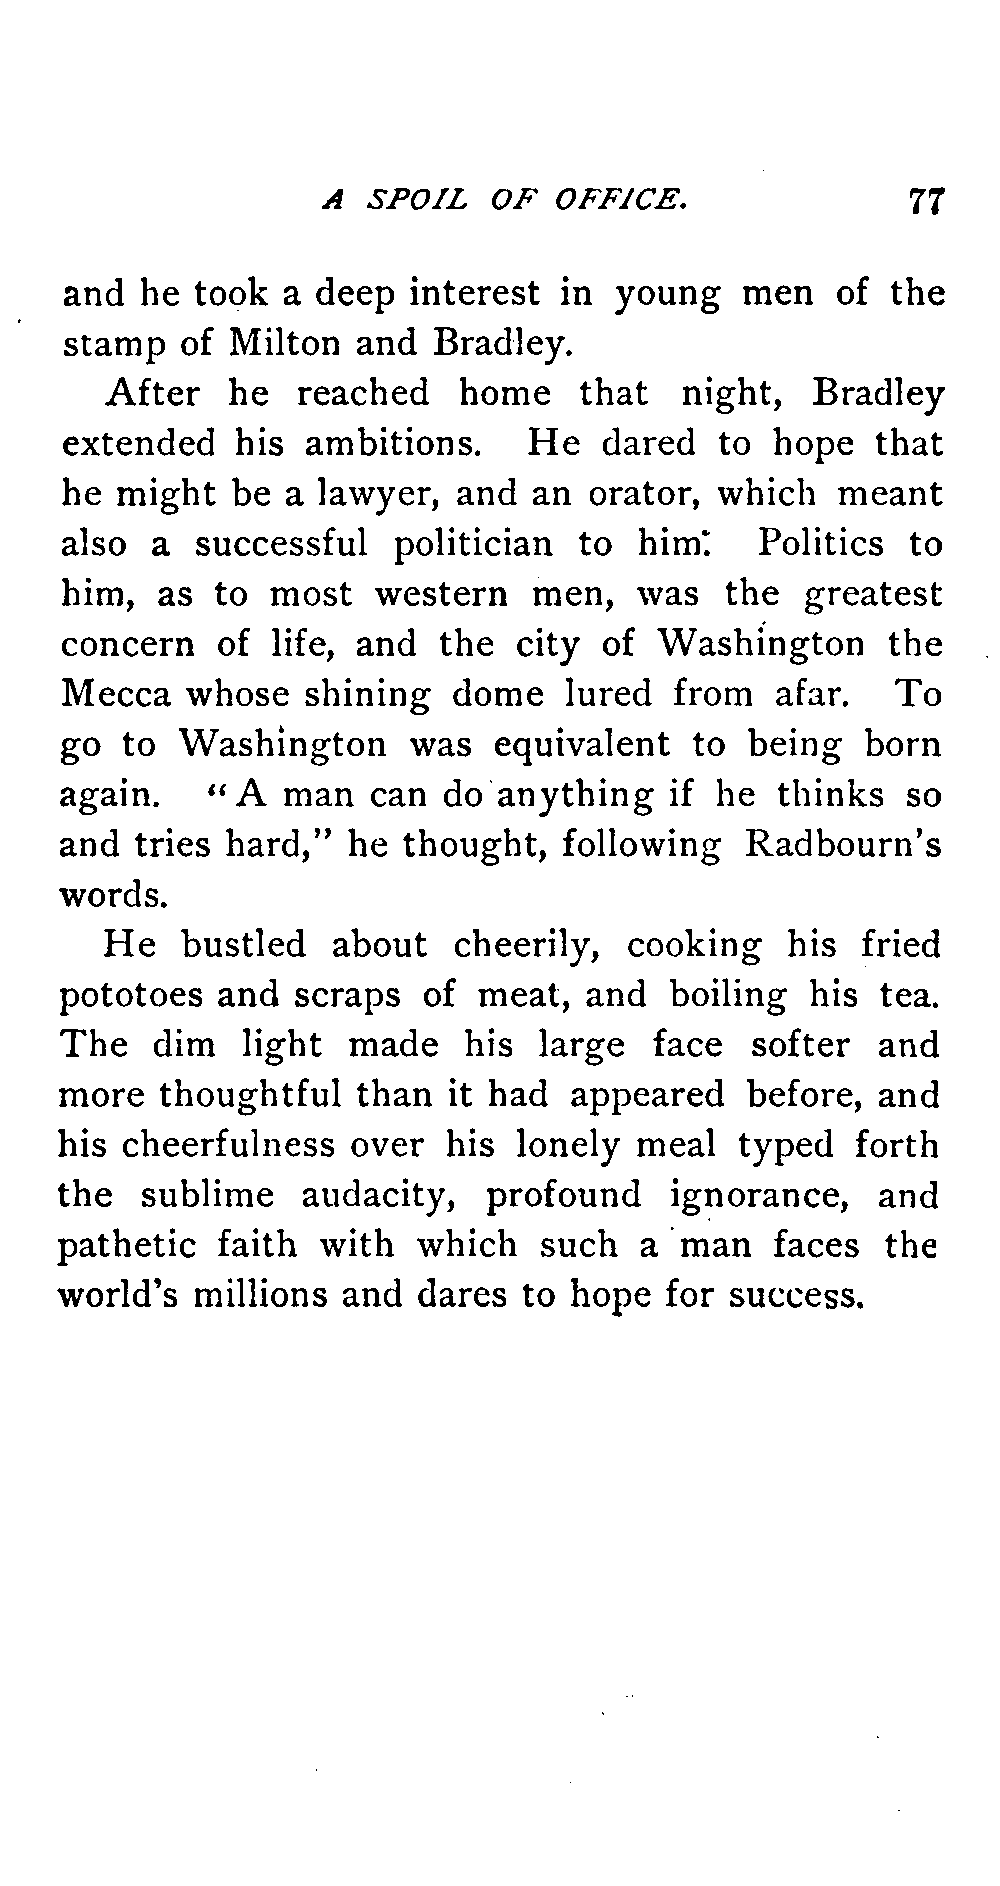 A SPOIL OF OFFICE. 77
and he took a deep interest in young men of the
stamp of Milton and Bradley.
After he reached home that night, Bradley
extended his ambitions. He dared to hope that
he might be a lawyer, and an orator, which meant
also a successful politician to him. Politics to
him, as to most western men, was the greatest
concern of life, and the city of Washington the
Mecca whose shining dome lured from afar. To
go to Washington was equivalent to being born
again. "A man can do anything if he thinks so
and tries hard," he thought, following Radbourn's
words.
He bustled about cheerily, cooking his fried
pototoes and scraps of meat, and boiling his tea.
The dim light made his large face softer and
more thoughtful than it had appeared before, and
his cheerfulness over his lonely meal typed forth
the sublime audacity, profound ignorance, and
pathetic faith with which such a man faces the
world's millions and dares to hope for success.